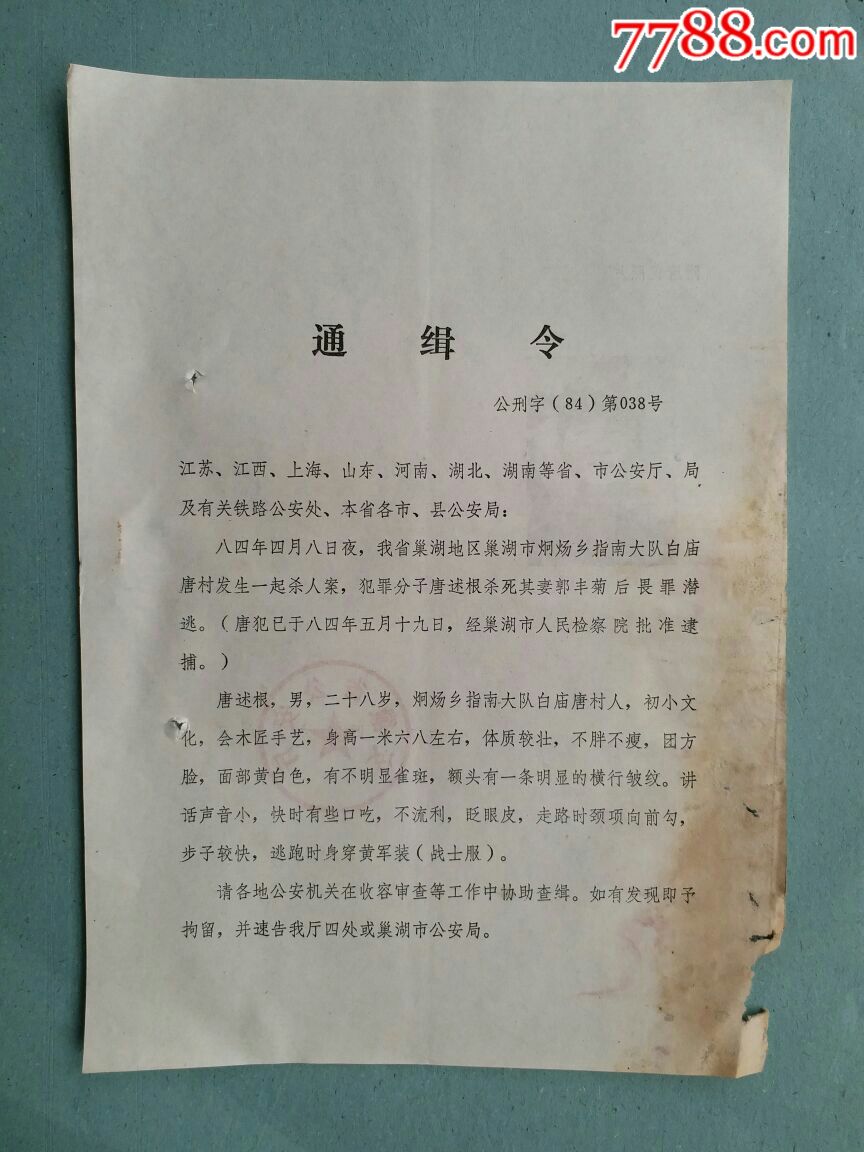 7788.com
通缉令
公刑字(84)第038号
江苏、江西、上海、山东、河南、湖北、湖南等省、市公安厅、局
及有关铁路公安处、本省各市、县公安局:
八四年四月八日夜,我省巢湖地区巢湖市炯炀乡指南大队白庙
唐村发生一起杀人案,犯罪分子唐述根杀死其妻郭丰菊后畏罪潜
逃。(唐犯已于八四年五月十九日,经巢湖市人民检察院批准逮
捕。)
唐述根,男,二十八岁,炯炀乡指南大队白庙唐村人,初小文
化,会木匠手艺,身高一米六八左右,体质较壮,不胖不瘦,团方
脸,面部黄白色,有不明显雀斑,额头有一条明显的横行皱纹。讲
话声音小,快时有些口吃,不流利,眨眼皮,走路时颈项向前勾,
步子较快,逃跑时身穿黄军装(战士服)。
请各地公安机关在收容审查等工作中协助查缉。如有发现即予
拘留,并速告我厅四处或巢湖市公安局。